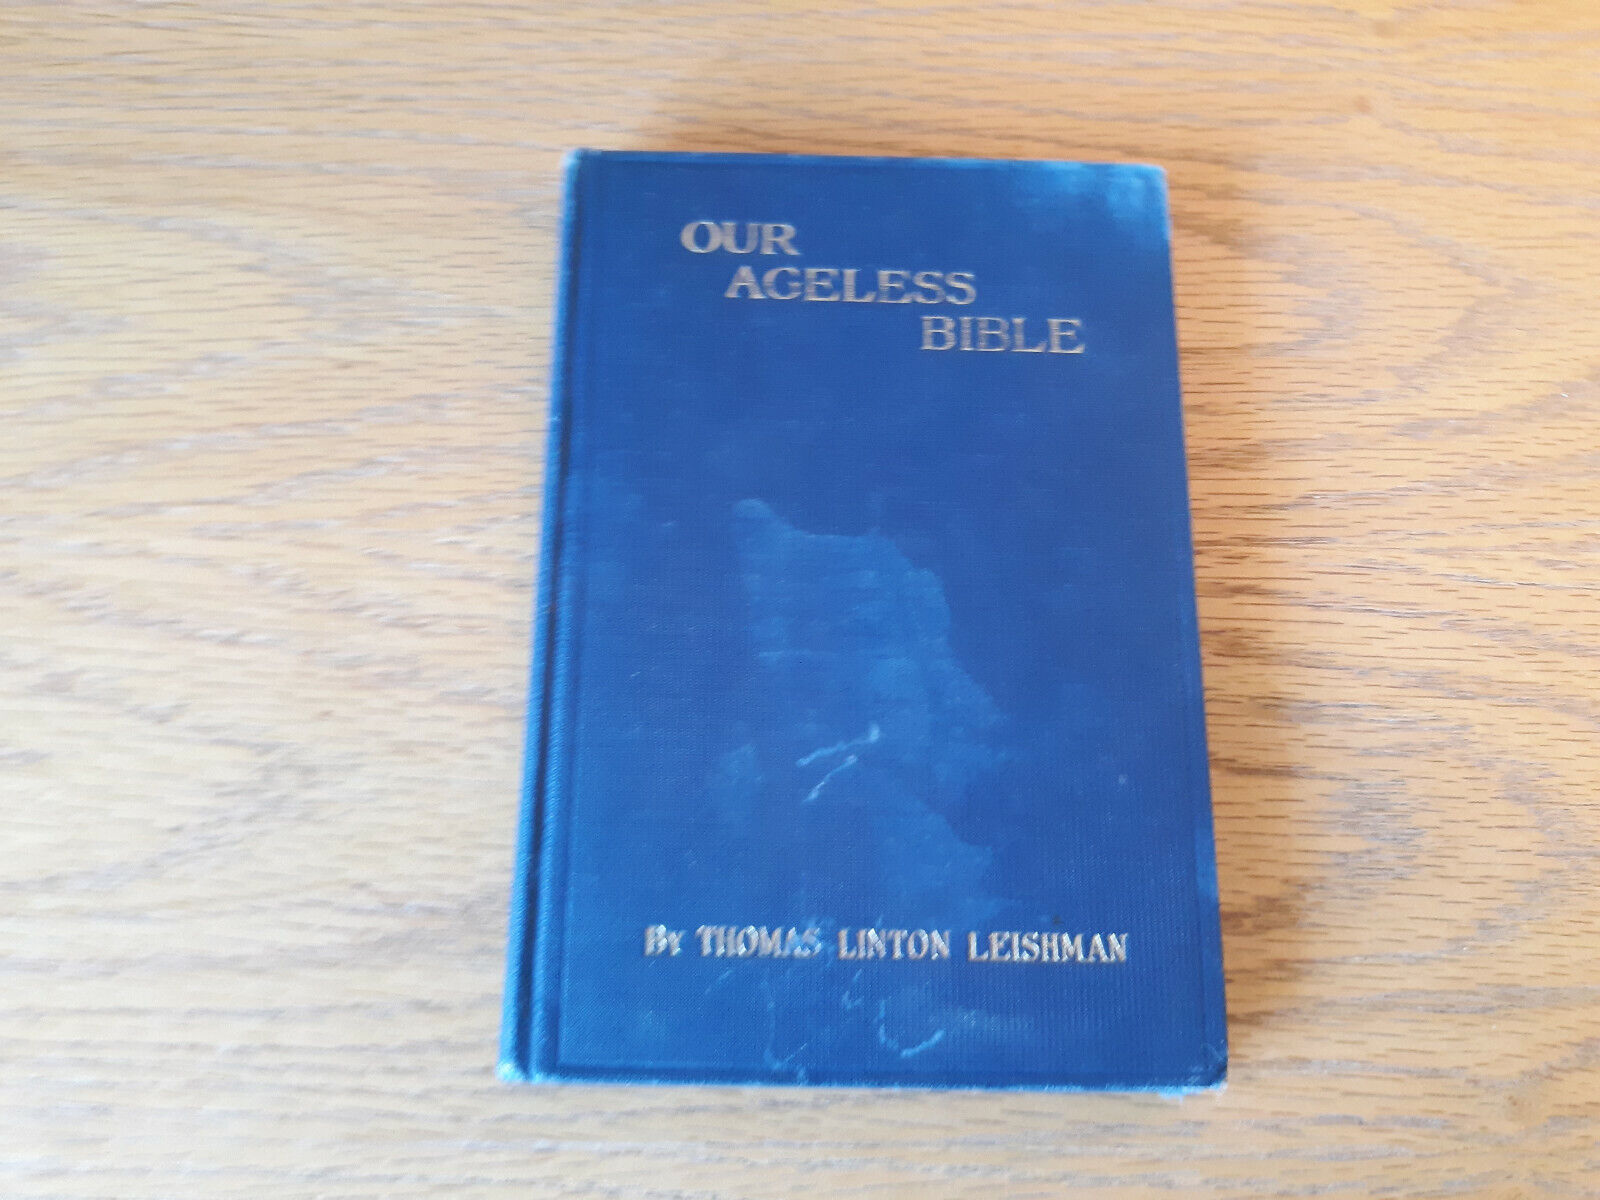 OUR
AGELESS
BIBLE
By THOMAS LINTON LEISHMAN